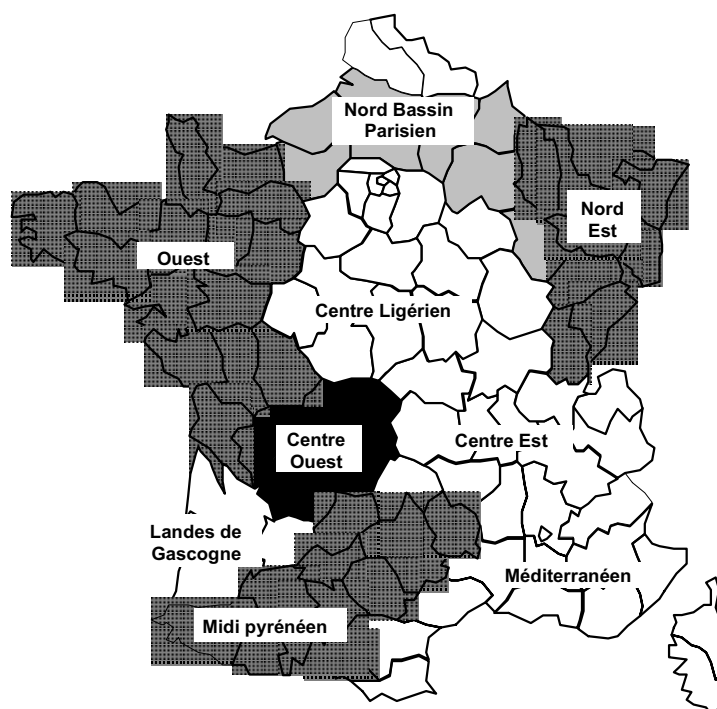 Nord Bassin
Parisien
Nord
Est
Ouest
Centre Ligérien
Centre
Ouest
Centre Est
Landes de
Gascogne
Méditerranéen
Midi pyrénéen